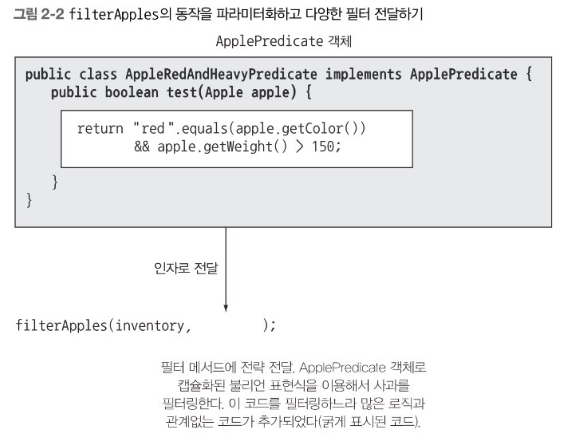 그림 2-2 filterApples의 동작을 파라미터화하고 다양한 필터 전달하기
ApplePredicate 객체
public class AppleRedAndHeavyPredicate implements ApplePredicate {
public boolean test(Apple apple) {
return "red".equals(apple.getColor())
&& apple.getWeight() > 150;
}
}
인자로 전달
filterApples(inventory,          );
필터 메서드에 전략 전달. ApplePredicate 객체로
캡슐화된 불리언 표현식을 이용해서 사과를
필터링한다. 이 코드를 필터링하느라 많은 로직과
관계없는 코드가 추가되었다(굵게 표시된 코드).